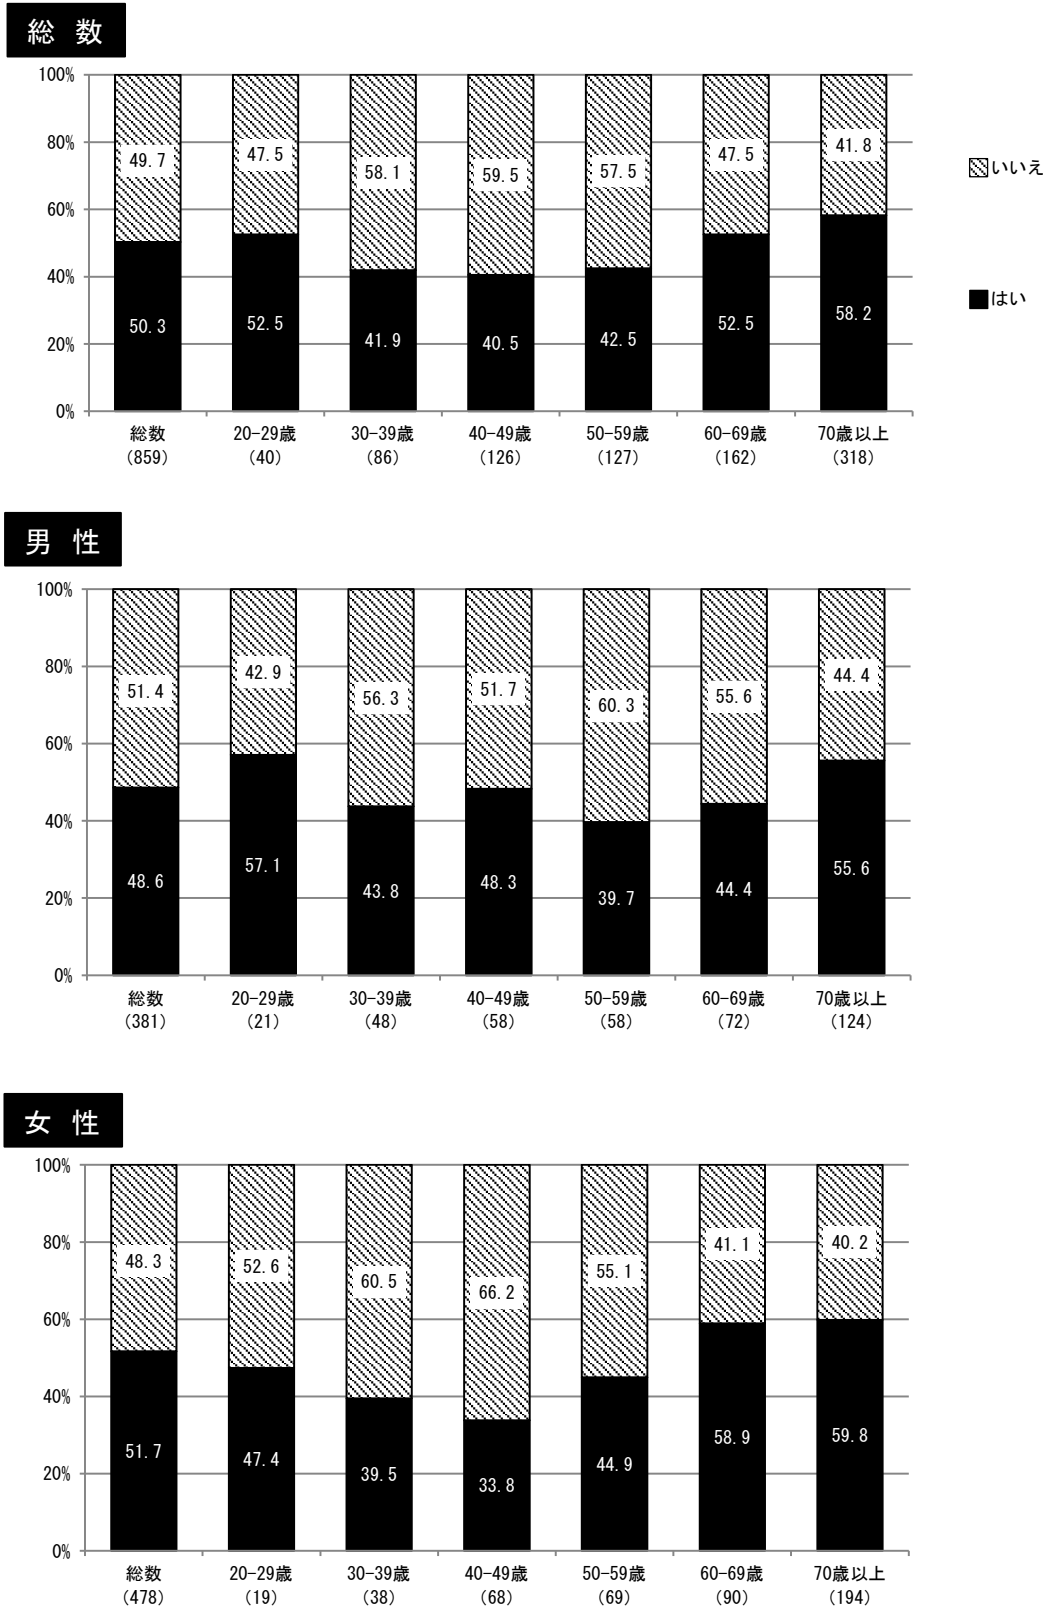 総 数
100%
80%
60%
40%
20%
0%
49.7 47.5 58.1 59.5 57.5 47.5 41.8
50.3 52.5 41.9 40.5 42.5 52.5 58.2
総数 20-29歳 30-39歳 40-49歳 50-59歳 60-69歳 70歳以上
(859) (40) (86) (126) (127) (162) (318)
いいえ
はい
男 性
100%
80%
60%
40%
20%
0%
51.4 42.9 56.3 51.7 60.3 55.6 44.4
48.6 57.1 43.8 48.3 39.7 44.4 55.6
総数 20-29歳 30-39歳 40-49歳 50-59歳 60-69歳 70歳以上
(381) (21) (48) (58) (58) (72) (124)
女 性
100%
80%
60%
40%
20%
0%
48.3 52.6 60.5 66.2 55.1 41.1 40.2
51.7 47.4 39.5 33.8 44.9 58.9 59.8
総数 20-29歳 30-39歳 40-49歳 50-59歳 60-69歳 70歳以上
(478) (19) (38) (68) (69) (90) (194)